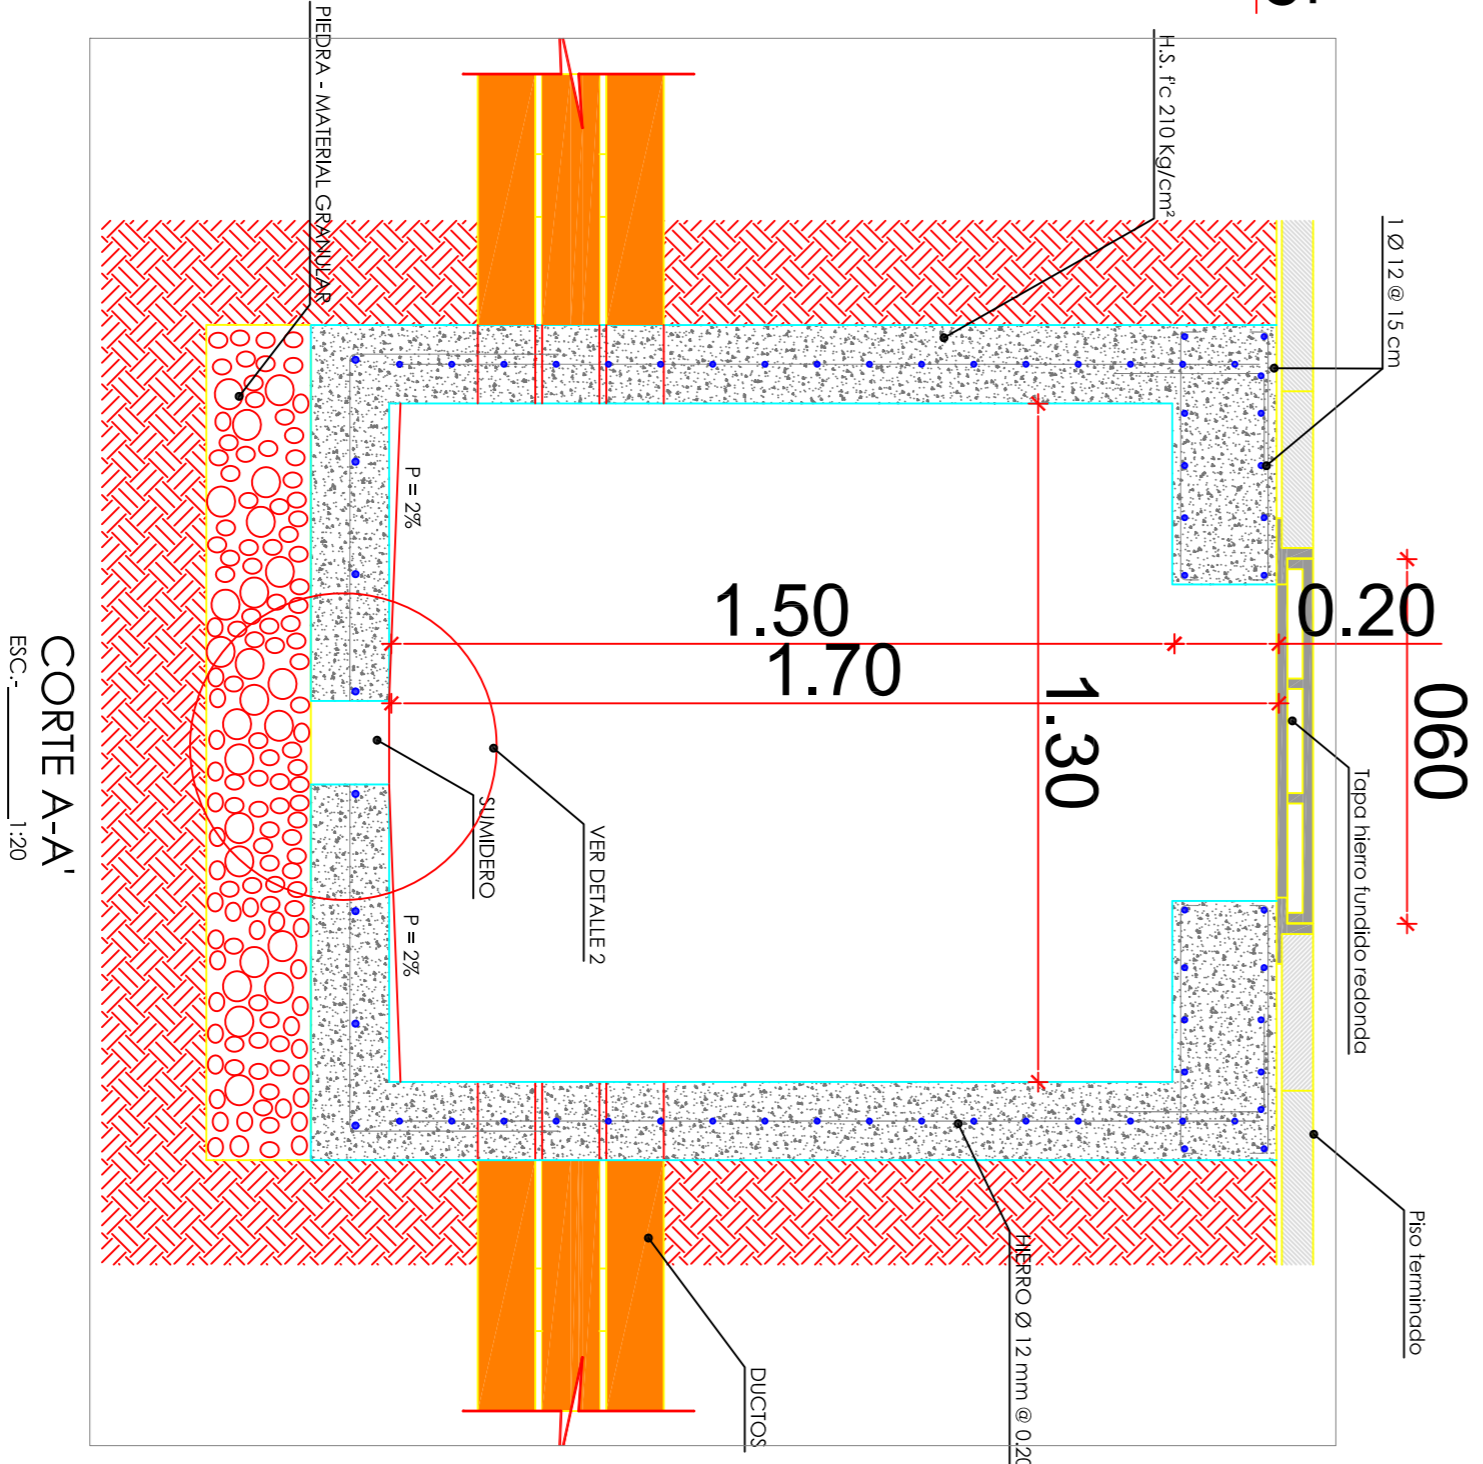 1 Ø 12 @ 15 cm
H.S. f'c 210 Kg/cm²
PIEDRA - MATERIAL GRANULAR
060
0.20
1.50
1.70
1.30
Tapa hierro fundido redonda
Piso terminado
P = 2%
P = 2%
SUMIDERO
VER DETALLE 2
HIERRO Ø 12 mm @ 0.20
DUCTOS
CORTE A-A'
ESC.- 1:20